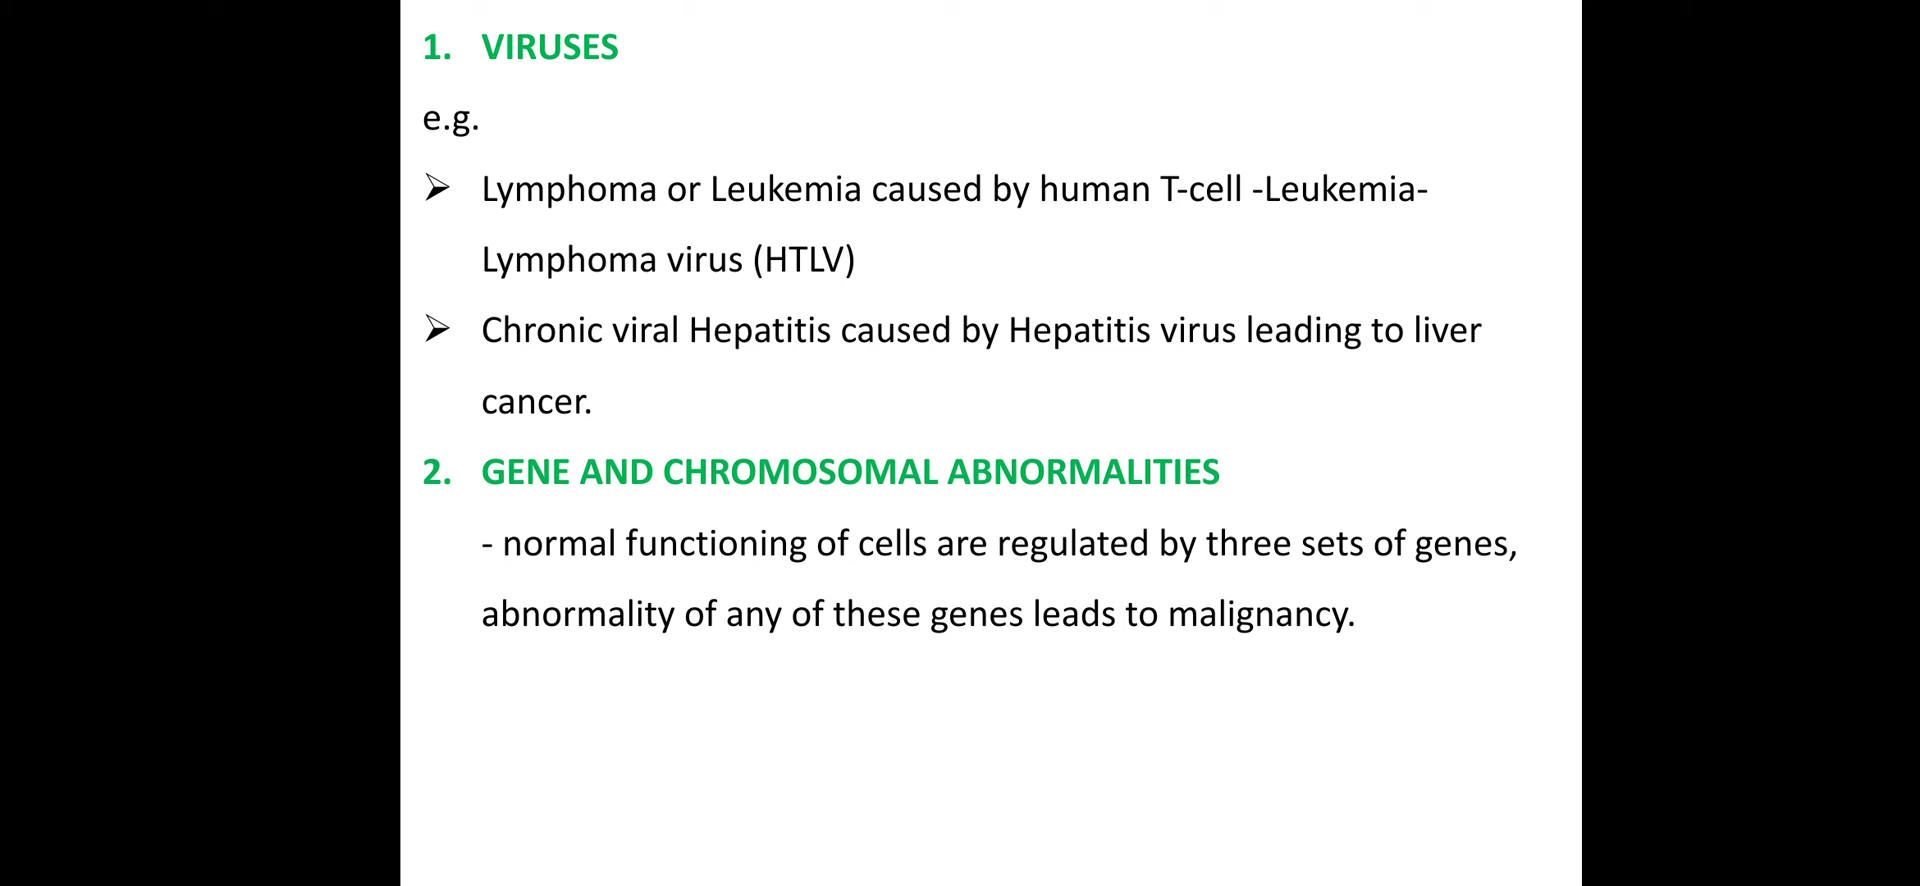 1. VIRUSES
e.g.
➢ Lymphoma or Leukemia caused by human T-cell -Leukemia-
Lymphoma virus (HTLV)
➢ Chronic viral Hepatitis caused by Hepatitis virus leading to liver
cancer.
2. GENE AND CHROMOSOMAL ABNORMALITIES
- normal functioning of cells are regulated by three sets of genes,
abnormality of any of these genes leads to malignancy.